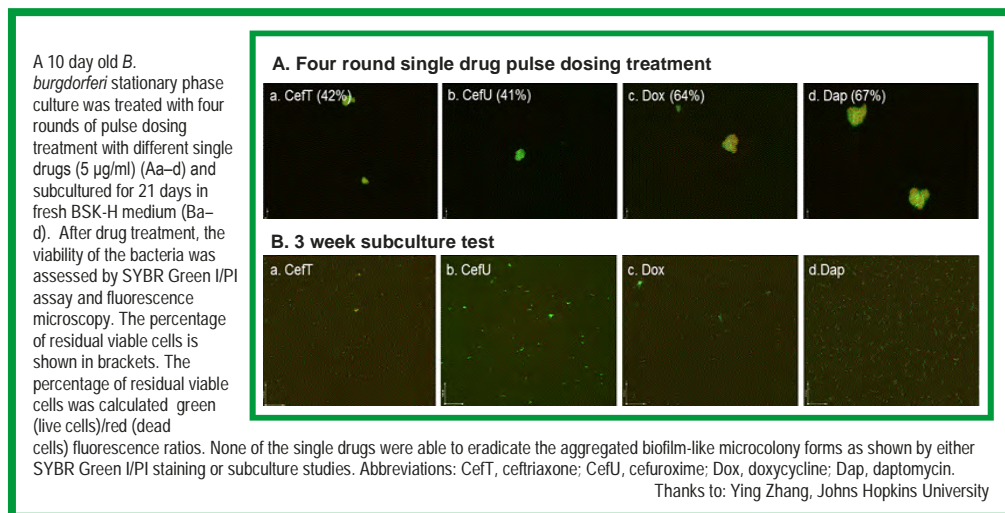 A 10 day old B.
burgdorferi stationary phase
culture was treated with four
rounds of pulse dosing
treatment with different single
drugs (5 µg/ml) (Aa–d) and
subcultured for 21 days in
fresh BSK-H medium (Ba–
d). After drug treatment, the
viability of the bacteria was
assessed by SYBR Green I/PI
assay and fluorescence
microscopy. The percentage
of residual viable cells is
shown in brackets. The
percentage of residual viable
cells was calculated green
(live cells)/red (dead
cells) fluorescence ratios. None of the single drugs were able to eradicate the aggregated biofilm-like microcolony forms as shown by either
SYBR Green I/PI staining or subculture studies. Abbreviations: CefT, ceftriaxone; CefU, cefuroxime; Dox, doxycycline; Dap, daptomycin.
Thanks to: Ying Zhang, Johns Hopkins University
A. Four round single drug pulse dosing treatment
a. CefT (42%)
b. CefU (41%)
c. Dox (64%)
d. Dap (67%)
B. 3 week subculture test
a. CefT
b. CefU
c. Dox
d.Dap